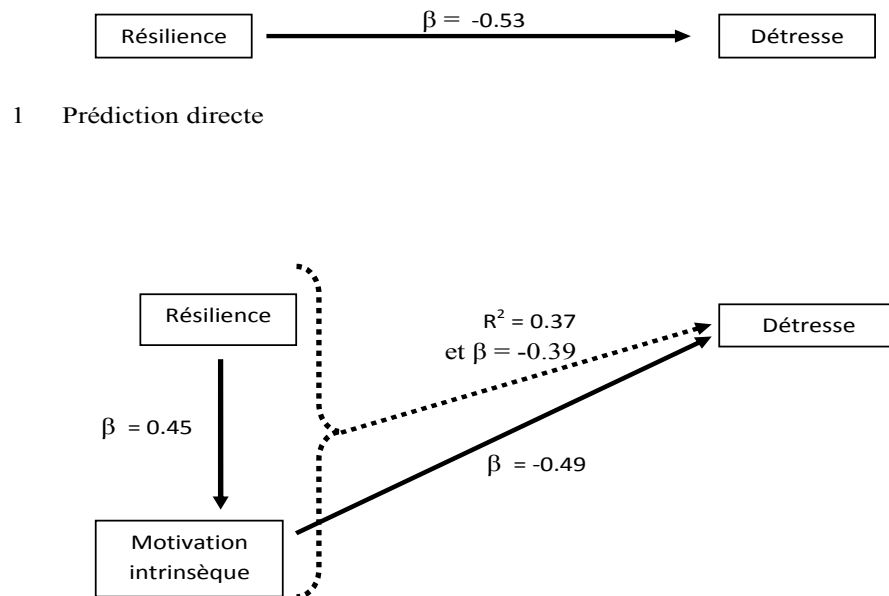 β = -0.53
Résilience
Détresse
1 Prédiction directe
Résilience
R² = 0.37
et β = -0.39
Détresse
β = 0.45
β = -0.49
Motivation
intrinsèque